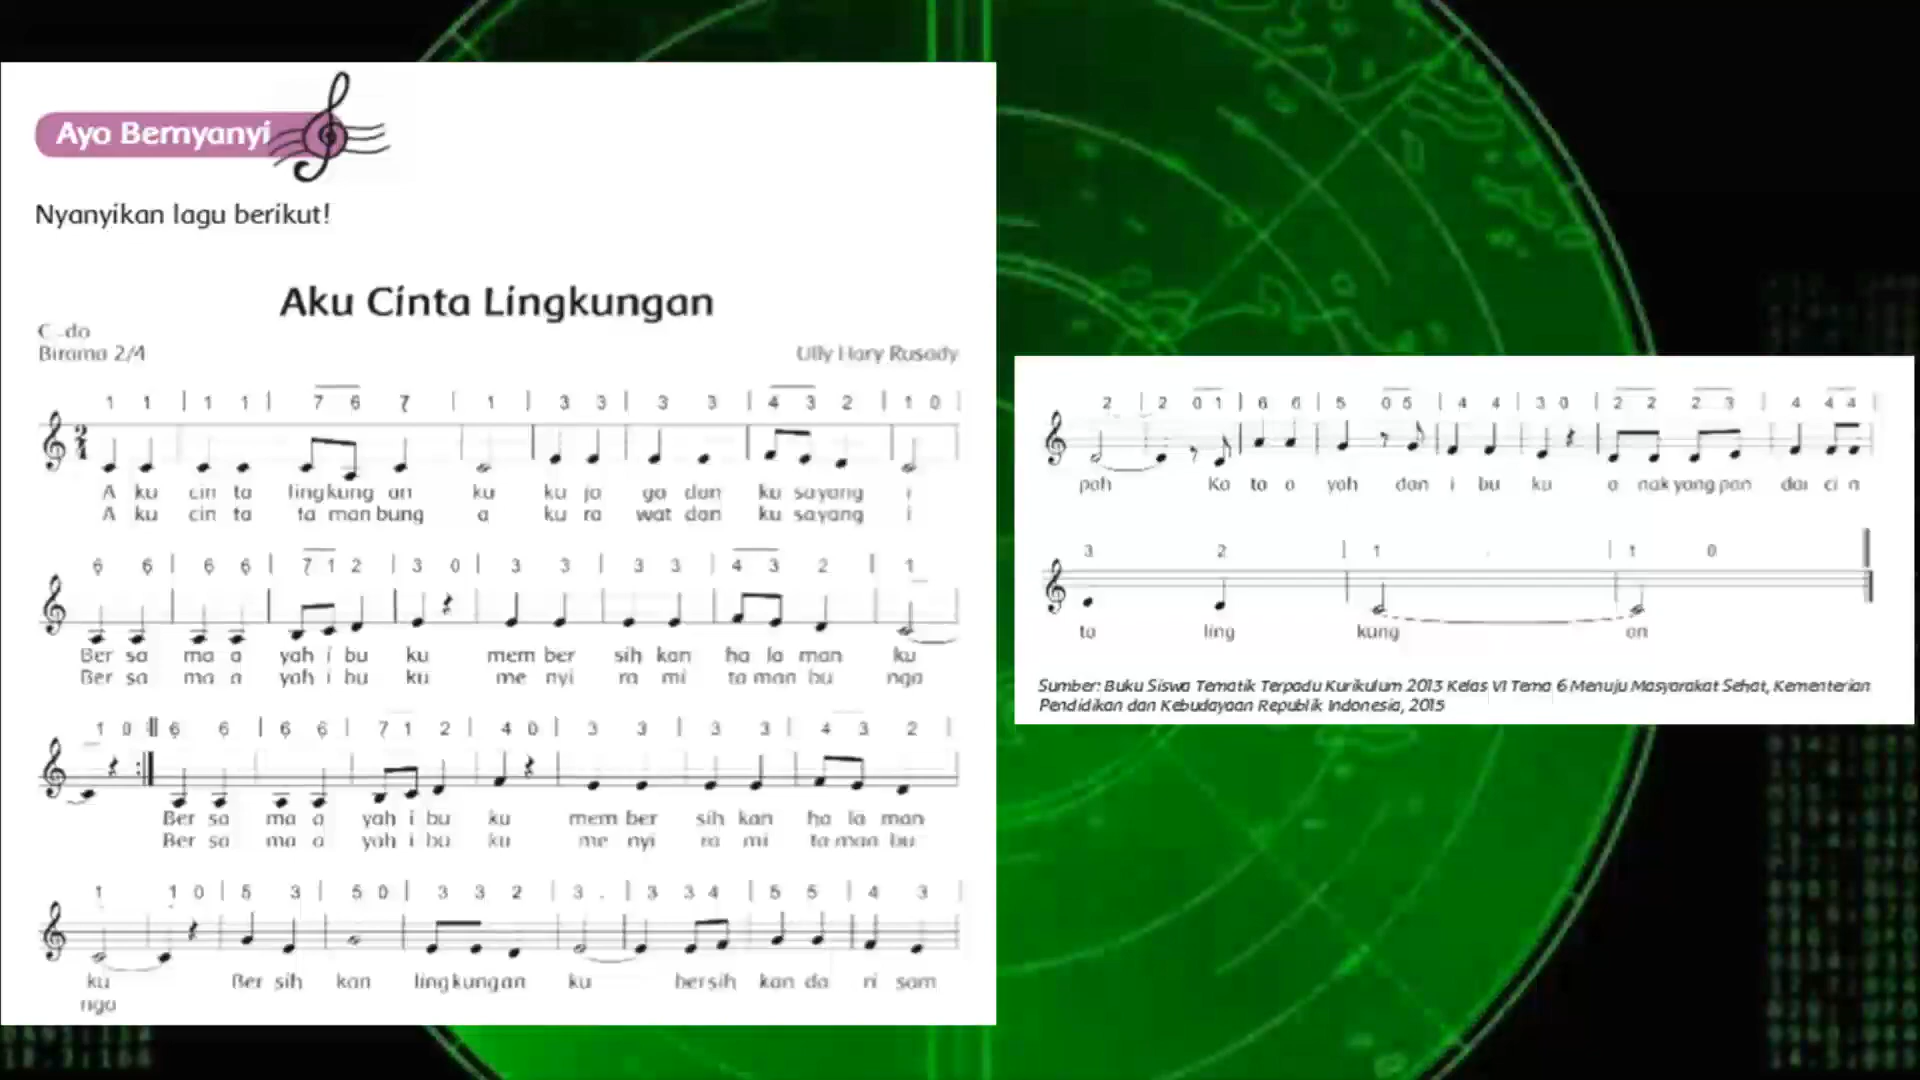 Ayo Bernyanyi
Nyanyikan lagu berikut!
Aku Cinta Lingkungan
C=do
Birama 2/4
Ully Hary Rusady
1 1 | 1 1 | 7 6 7 | 1 | 3 3 | 3 3 | 4 3 2 | 1 0 |
A ku cin ta lingkung an ku ku ja ga dan ku sayang i
A ku cin ta ta man bung a ku ra wat dan ku sayang i
6 6 | 6 6 | 7 1 2 | 3 0 | 3 3 | 3 3 | 4 3 2 | 1
Ber sa ma a yah i bu ku mem ber sih kan ha la man ku
Ber sa ma a yah i bu ku me nyi ra mi ta man bu nga
1 0 || 6 6 | 6 6 | 7 1 2 | 4 0 | 3 3 | 3 3 | 4 3 2 |
Ber sa ma a yah i bu ku mem ber sih kan ha la man
Ber sa ma a yah i bu ku me nyi ra mi ta man bu
1 1 0 | 5 3 | 5 0 | 3 3 2 | 3 . | 3 3 4 | 5 5 | 4 3 |
ku Ber sih kan lingkungan ku bersih kan da ri sam
nga
2 | 2 0 1 | 6 6 | 5 0 5 | 4 4 | 3 0 | 2 2 2 3 | 4 4 4 |
pah Ka ta a yah dan i bu ku a nak yang pan dai ci n
3 2 | 1 . | 1 0
ta ling kung an
Sumber: Buku Siswa Tematik Terpadu Kurikulum 2013 Kelas VI Tema 6 Menuju Masyarakat Sehat, Kementerian
Pendidikan dan Kebudayaan Republik Indonesia, 2015